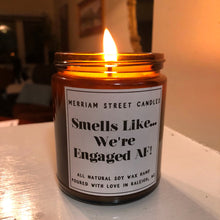 MERRIAM STREET CANDLES
Smells Like...
We're
Engaged AF!
ALL NATURAL SOY WAX HAND
POURED WITH LOVE IN RALEIGH, NC